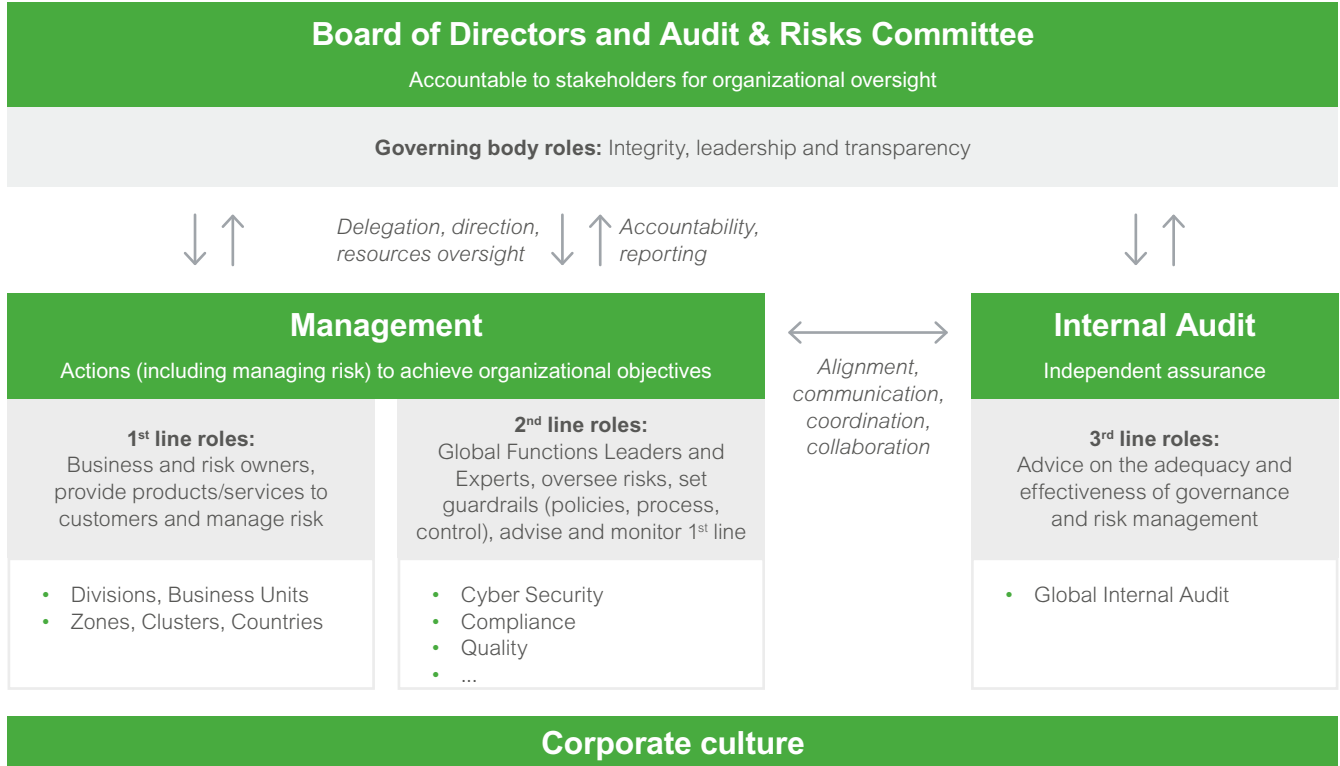 Board of Directors and Audit & Risks Committee
Accountable to stakeholders for organizational oversight
Governing body roles: Integrity, leadership and transparency
Delegation, direction,
resources oversight
Accountability,
reporting
Management
Actions (including managing risk) to achieve organizational objectives
1st line roles:
Business and risk owners,
provide products/services to
customers and manage risk
• Divisions, Business Units
• Zones, Clusters, Countries
2nd line roles:
Global Functions Leaders and
Experts, oversee risks, set
guardrails (policies, process,
control), advise and monitor 1st line
• Cyber Security
• Compliance
• Quality
• ...
Alignment,
communication,
coordination,
collaboration
Internal Audit
Independent assurance
3rd line roles:
Advice on the adequacy and
effectiveness of governance
and risk management
• Global Internal Audit
Corporate culture